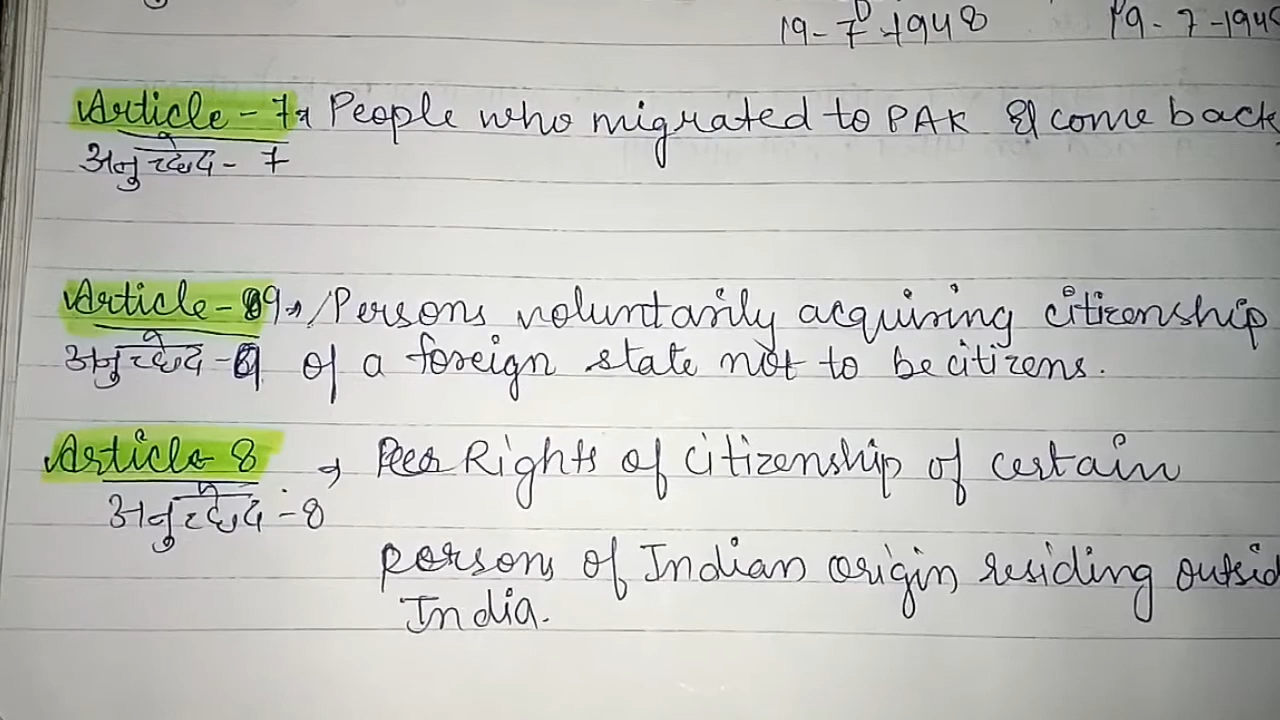 19-7-1948 19-7-194
Article-7→ People who migrated to PAK & come back
अनुच्छेद-7
Article-9→ Persons voluntarily acquiring citizenship
अनुच्छेद-9 of a foreign state not to be citizens.
Article 8 → Rights of citizenship of certain
अनुच्छेद-8
persons of Indian origin residing outsid
India.